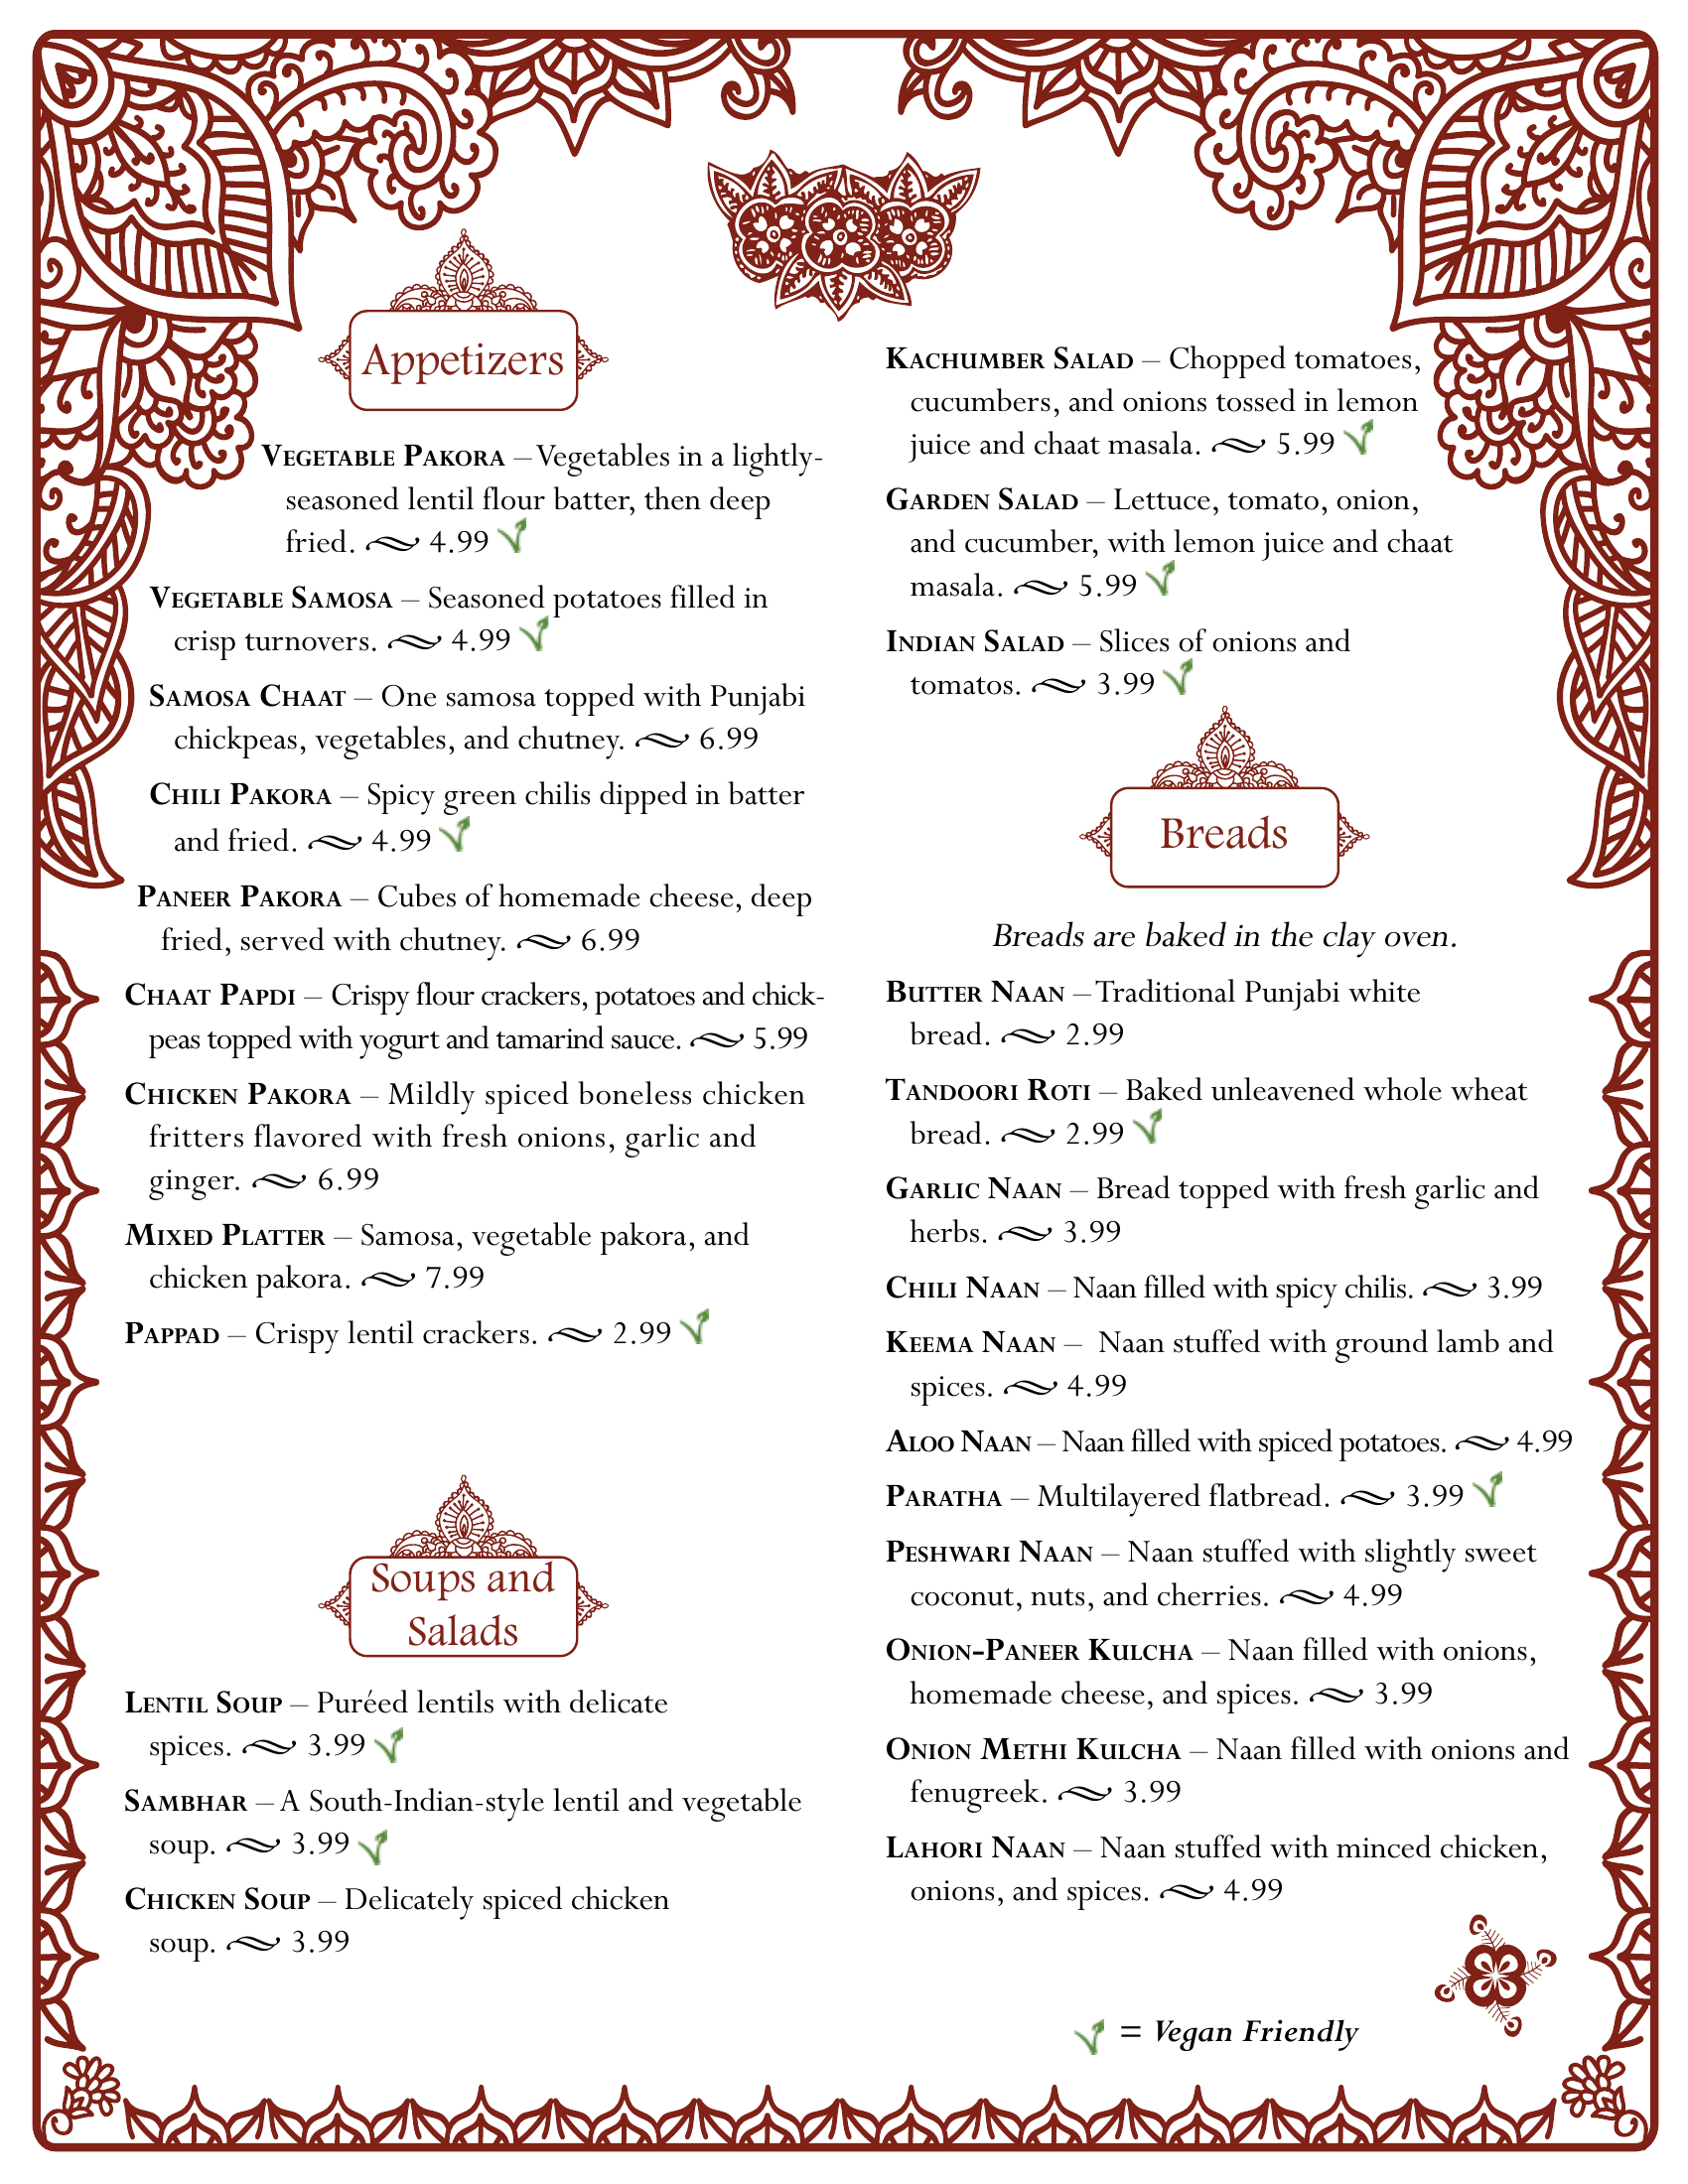 Appetizers
Vegetable Pakora – Vegetables in a lightly-
seasoned lentil flour batter, then deep
fried. ~ 4.99
Vegetable Samosa – Seasoned potatoes filled in
crisp turnovers. ~ 4.99
Samosa Chaat – One samosa topped with Punjabi
chickpeas, vegetables, and chutney. ~ 6.99
Chili Pakora – Spicy green chilis dipped in batter
and fried. ~ 4.99
Paneer Pakora – Cubes of homemade cheese, deep
fried, served with chutney. ~ 6.99
Chaat Papdi – Crispy flour crackers, potatoes and chick-
peas topped with yogurt and tamarind sauce. ~ 5.99
Chicken Pakora – Mildly spiced boneless chicken
fritters flavored with fresh onions, garlic and
ginger. ~ 6.99
Mixed Platter – Samosa, vegetable pakora, and
chicken pakora. ~ 7.99
Pappad – Crispy lentil crackers. ~ 2.99
Soups and
Salads
Lentil Soup – Puréed lentils with delicate
spices. ~ 3.99
Sambhar – A South-Indian-style lentil and vegetable
soup. ~ 3.99
Chicken Soup – Delicately spiced chicken
soup. ~ 3.99
Kachumber Salad – Chopped tomatoes,
cucumbers, and onions tossed in lemon
juice and chaat masala. ~ 5.99
Garden Salad – Lettuce, tomato, onion,
and cucumber, with lemon juice and chaat
masala. ~ 5.99
Indian Salad – Slices of onions and
tomatos. ~ 3.99
Breads
Breads are baked in the clay oven.
Butter Naan – Traditional Punjabi white
bread. ~ 2.99
Tandoori Roti – Baked unleavened whole wheat
bread. ~ 2.99
Garlic Naan – Bread topped with fresh garlic and
herbs. ~ 3.99
Chili Naan – Naan filled with spicy chilis. ~ 3.99
Keema Naan – Naan stuffed with ground lamb and
spices. ~ 4.99
Aloo Naan – Naan filled with spiced potatoes. ~ 4.99
Paratha – Multilayered flatbread. ~ 3.99
Peshwari Naan – Naan stuffed with slightly sweet
coconut, nuts, and cherries. ~ 4.99
Onion-Paneer Kulcha – Naan filled with onions,
homemade cheese, and spices. ~ 3.99
Onion Methi Kulcha – Naan filled with onions and
fenugreek. ~ 3.99
Lahori Naan – Naan stuffed with minced chicken,
onions, and spices. ~ 4.99
= Vegan Friendly